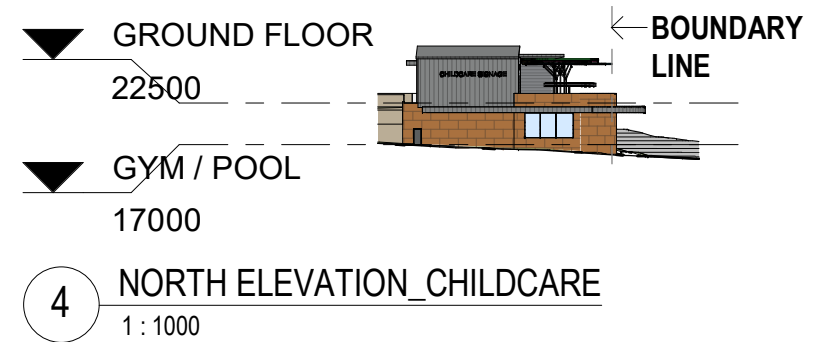 GROUND FLOOR
22500
BOUNDARY
LINE
CHILDCARE SIGNAGE
GYM / POOL
17000
4
NORTH ELEVATION_CHILDCARE
1 : 1000